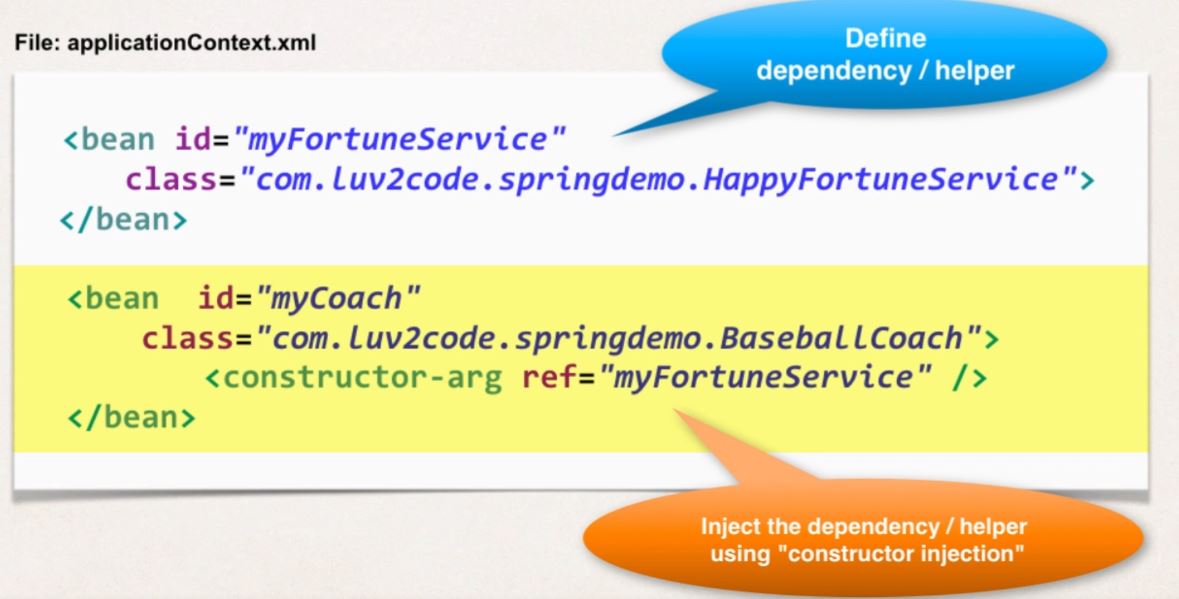 File: applicationContext.xml
Define
dependency / helper
<bean id="myFortuneService"
class="com.luv2code.springdemo.HappyFortuneService">
</bean>
<bean id="myCoach"
class="com.luv2code.springdemo.BaseballCoach">
<constructor-arg ref="myFortuneService" />
</bean>
Inject the dependency / helper
using "constructor injection"